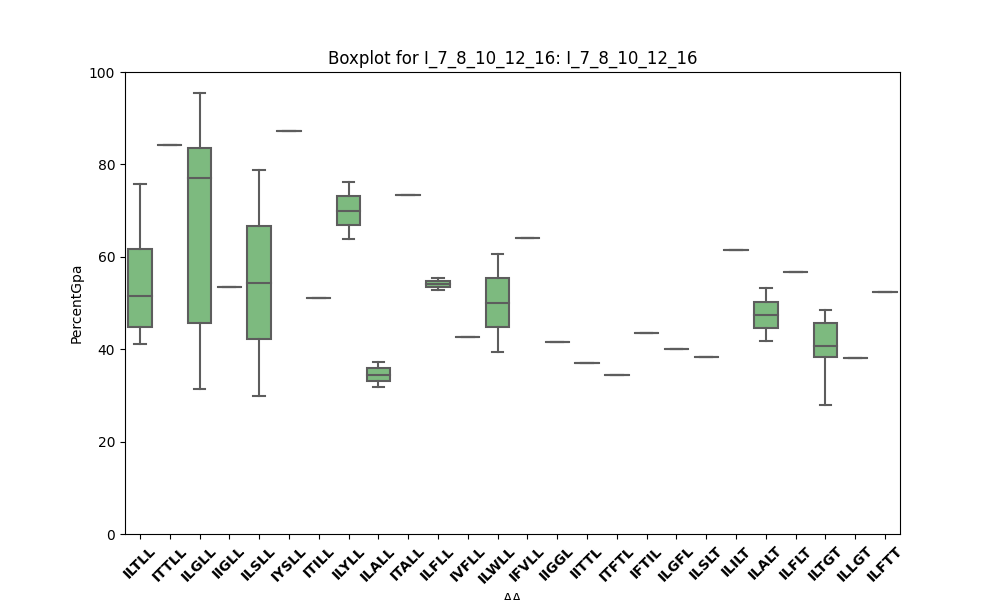 Boxplot for I_7_8_10_12_16: I_7_8_10_12_16
100
80
60
40
20
0
PercentGpa
ILTLL ITTLL ILGLL IIGLL ILSLL IYSLL ITILL ILYLL ILALL ITALL ILFLL IVFLL ILWLL IFVLL IIGGL IITTL ITFTL IFTIL ILGFL ILSLT ILILT ILALT ILFLT ILTGT ILLGT ILFTT
AA